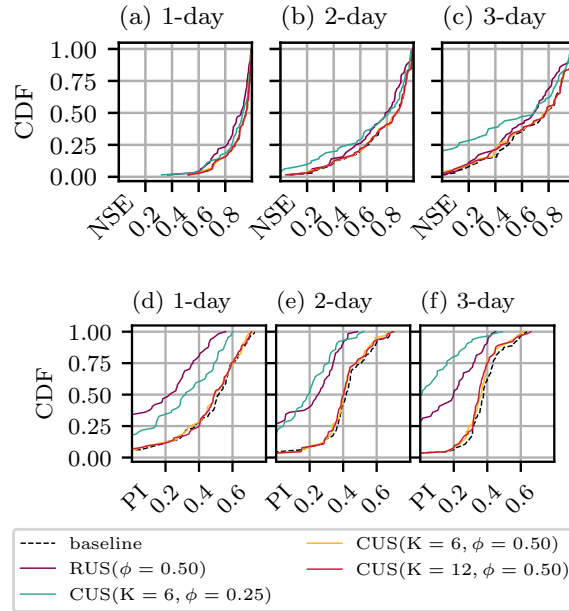 (a) 1-day (b) 2-day (c) 3-day
1.00
0.75
0.50
0.25
0.00
CDF
NSE 0.2 0.4 0.6 0.8 NSE 0.2 0.4 0.6 0.8 NSE 0.2 0.4 0.6 0.8
(d) 1-day (e) 2-day (f) 3-day
1.00
0.75
0.50
0.25
0.00
CDF
PI 0.2 0.4 0.6 PI 0.2 0.4 0.6 PI 0.2 0.4 0.6
baseline
RUS(ϕ = 0.50)
CUS(K = 6, ϕ = 0.25)
CUS(K = 6, ϕ = 0.50)
CUS(K = 12, ϕ = 0.50)